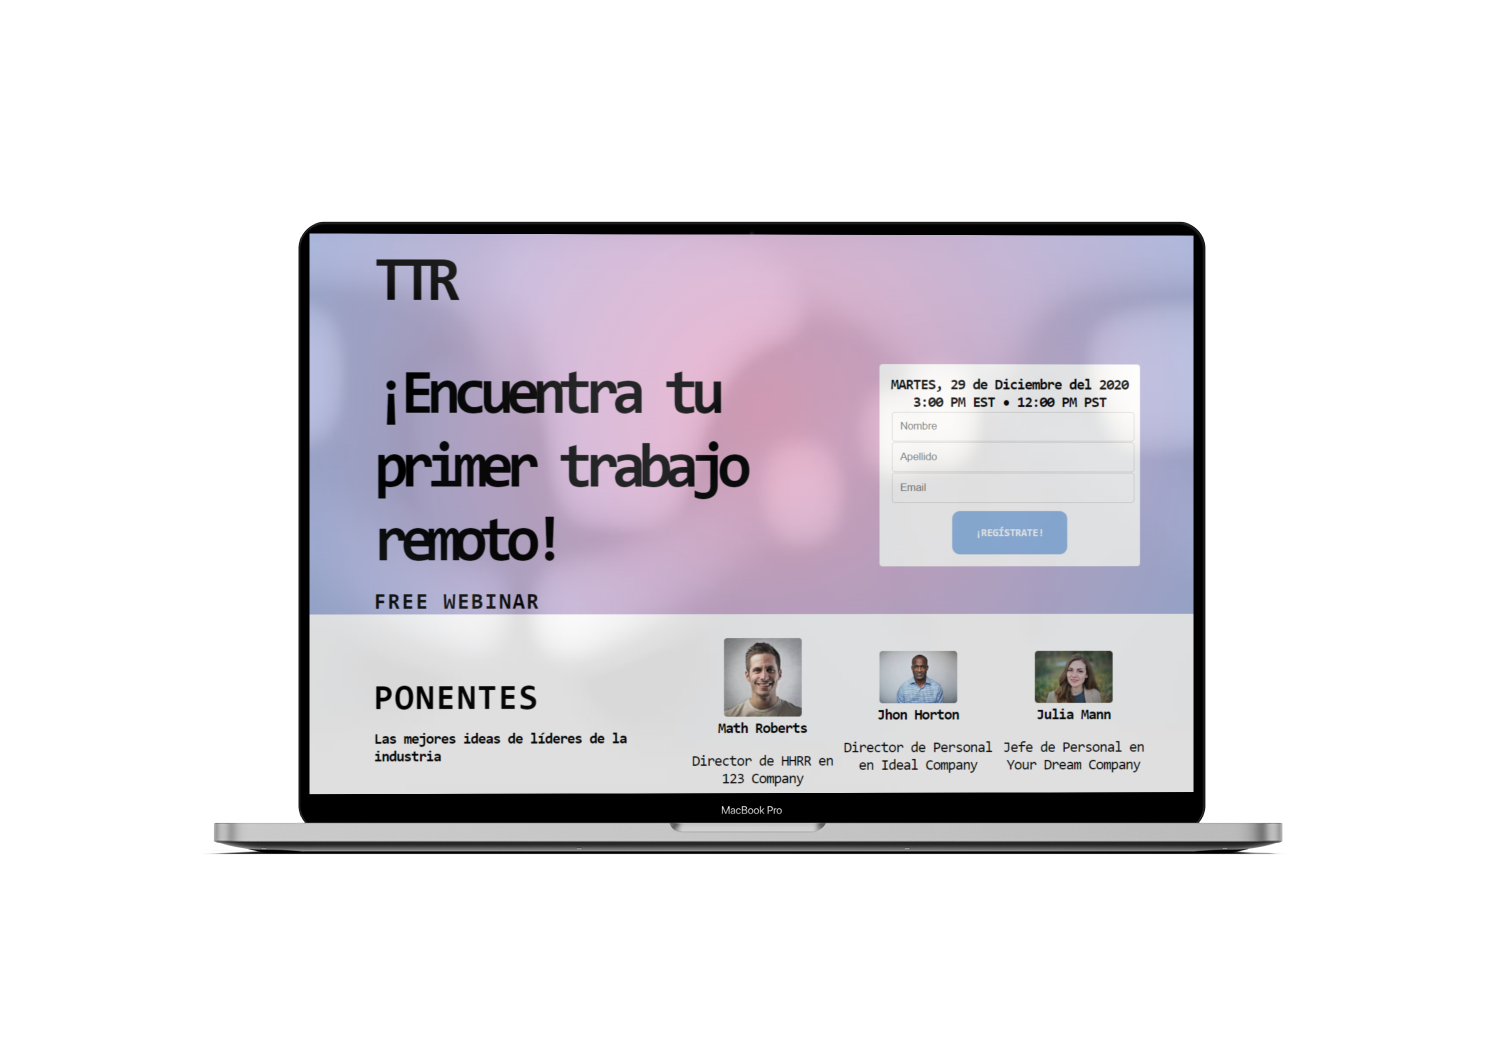 TTR
¡Encuentra tu
primer trabajo
remoto!
FREE WEBINAR
MARTES, 29 de Diciembre del 2020
3:00 PM EST • 12:00 PM PST
Nombre
Apellido
Email
¡REGÍSTRATE!
PONENTES
Las mejores ideas de líderes de la
industria
Math Roberts
Director de HHRR en
123 Company
Jhon Horton
Director de Personal
en Ideal Company
Julia Mann
Jefe de Personal en
Your Dream Company
MacBook Pro